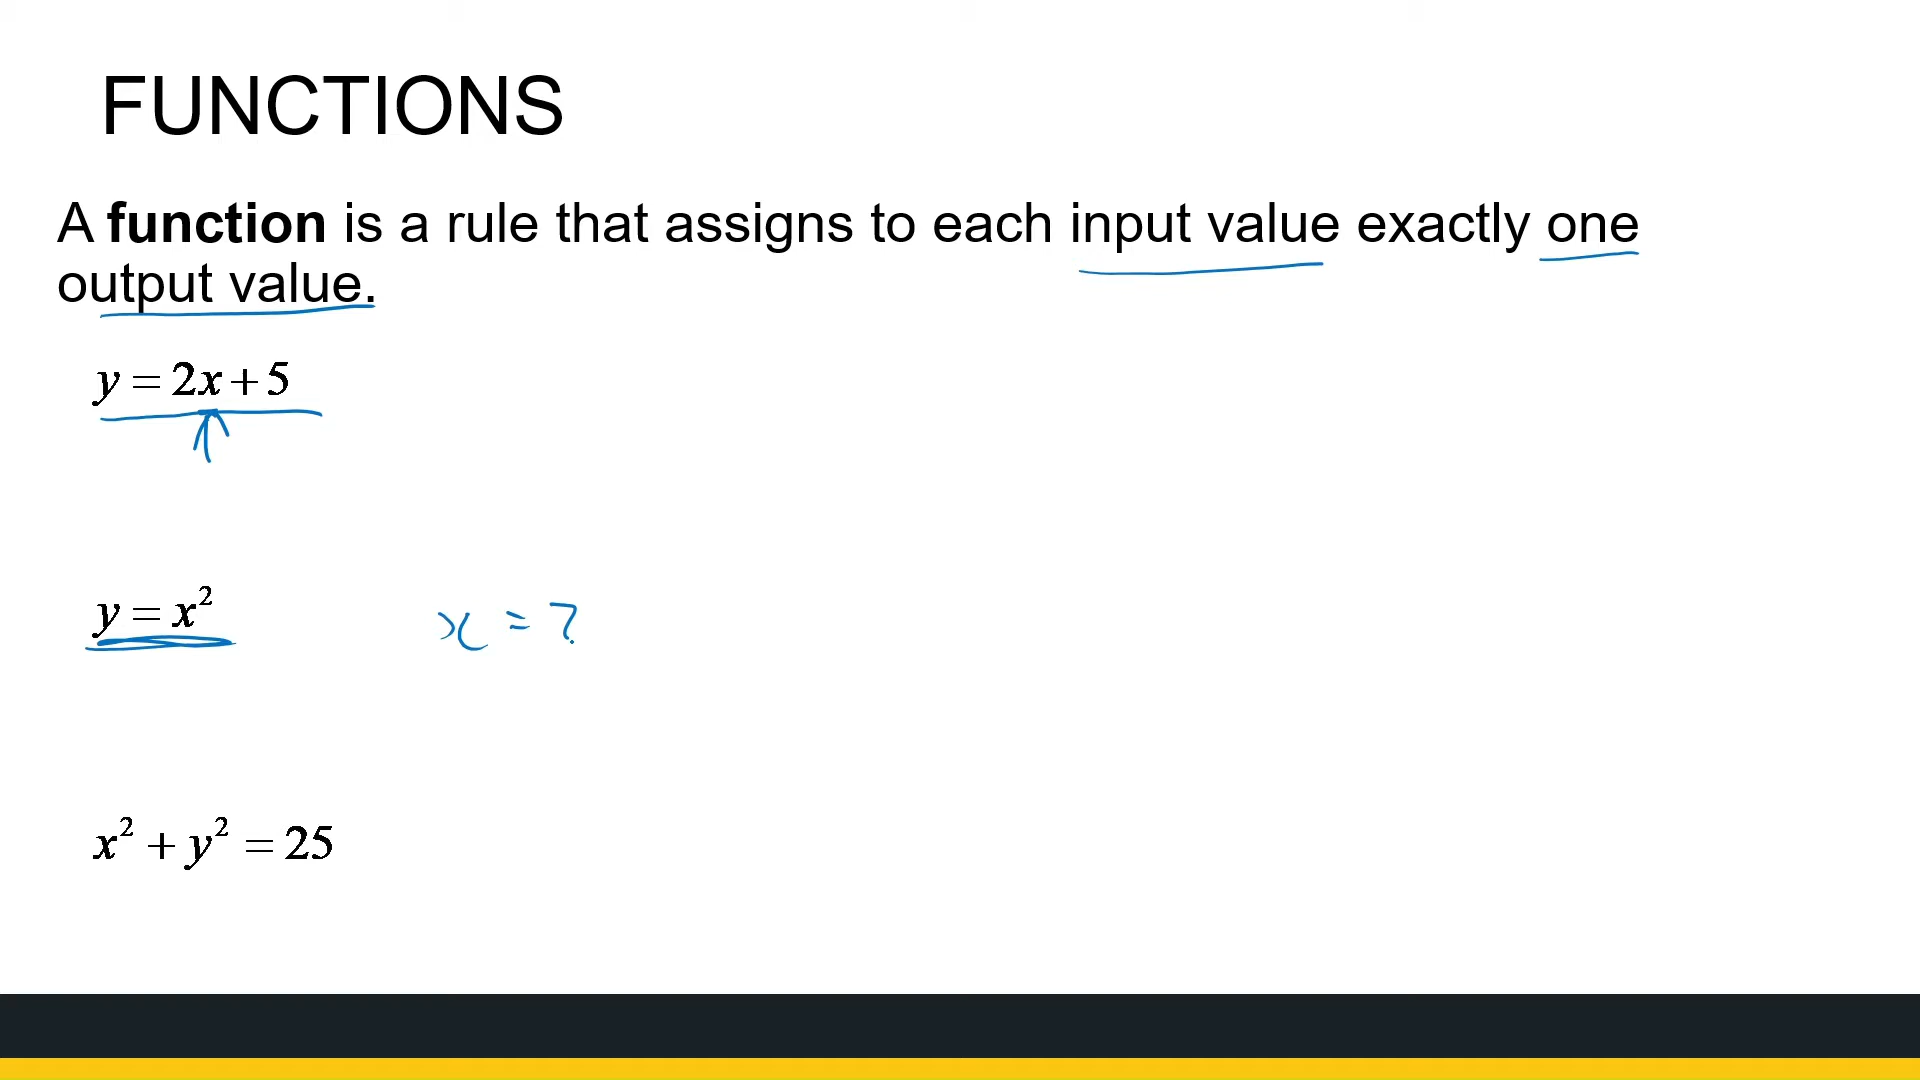 FUNCTIONS
A function is a rule that assigns to each input value exactly one
output value.
y = 2x + 5
y = x²
x = ?
x² + y² = 25